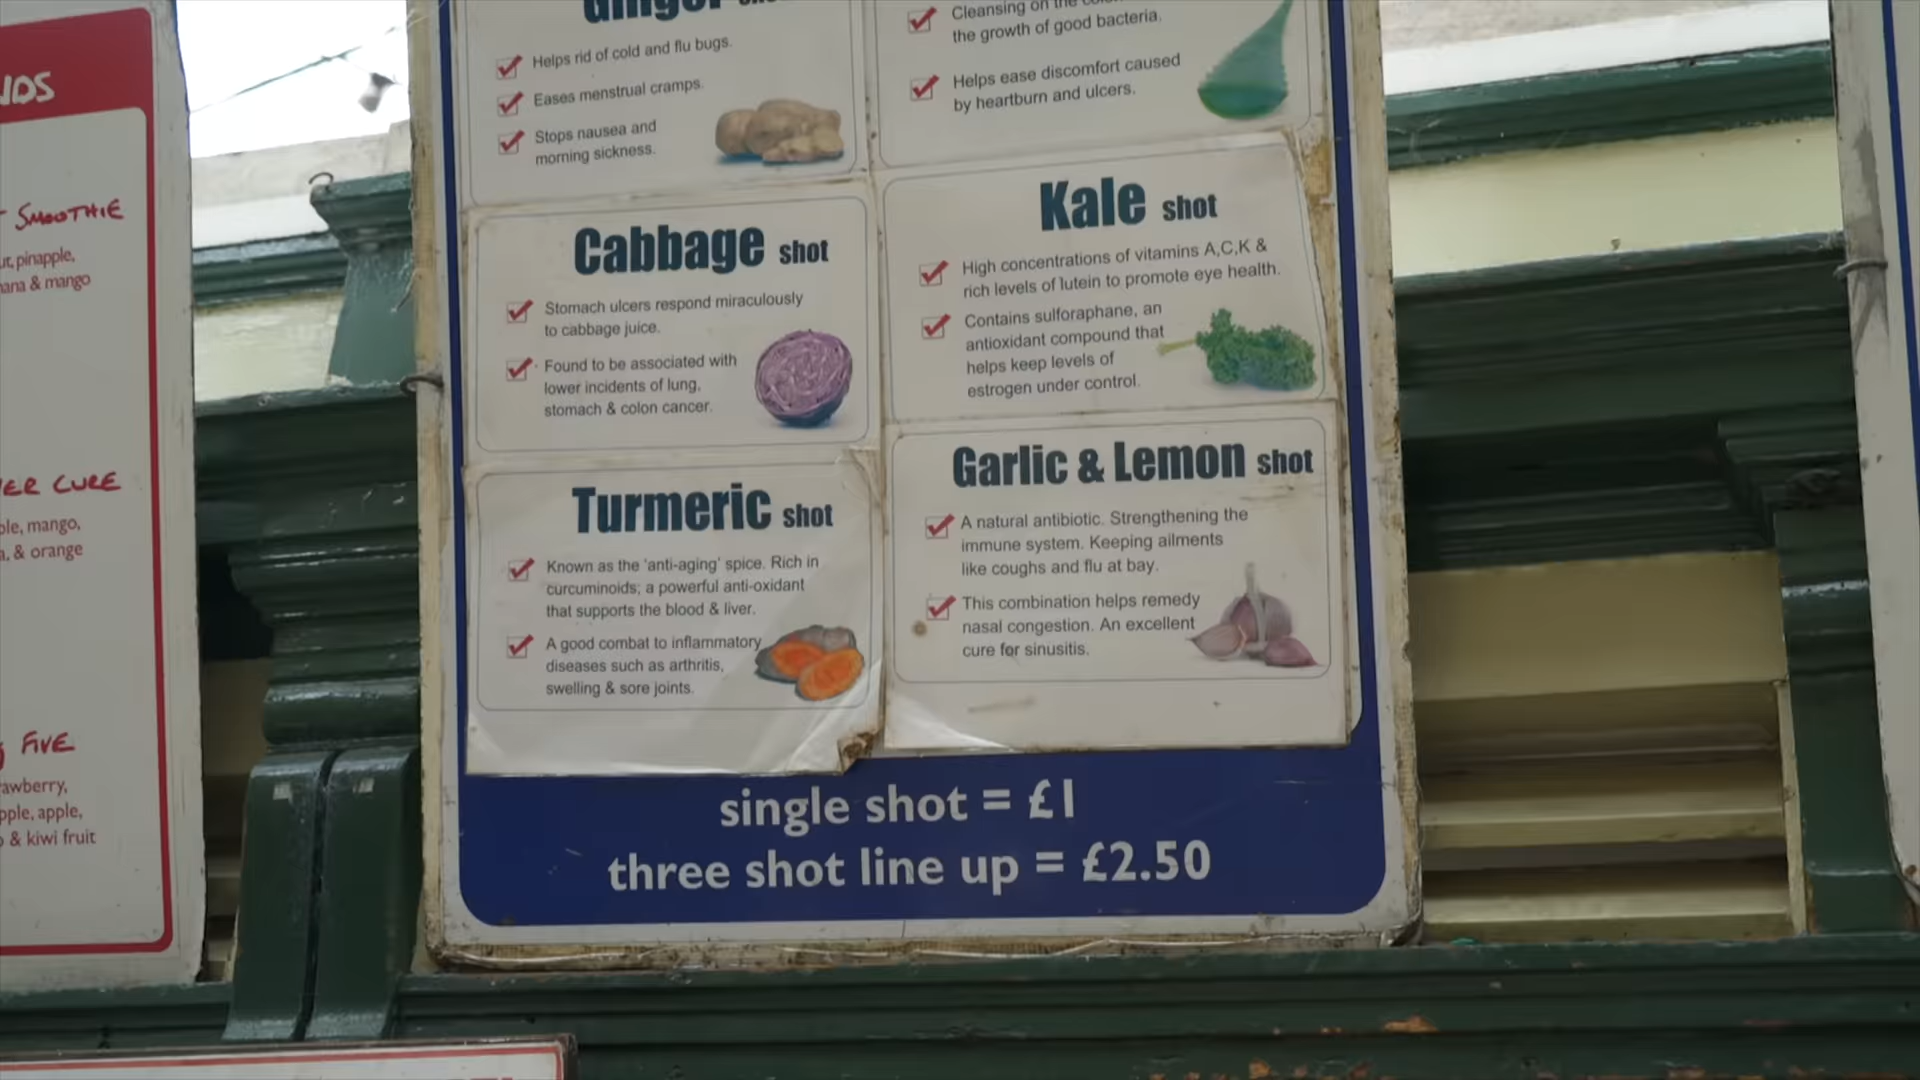 NDS
SMOOTHIE
pinapple,
& mango
CURE
mango,
& orange
FIVE
apple,
& kiwi fruit
Ginger
Helps rid of cold and flu bugs.
Eases menstrual cramps.
Stops nausea and
morning sickness.
Cleansing on the
the growth of good bacteria.
Helps ease discomfort caused
by heartburn and ulcers.
Cabbage shot
Stomach ulcers respond miraculously
to cabbage juice.
Found to be associated with
lower incidents of lung,
stomach & colon cancer.
Kale shot
High concentrations of vitamins A,C,K &
rich levels of lutein to promote eye health.
Contains sulforaphane, an
antioxidant compound that
helps keep levels of
estrogen under control.
Turmeric shot
Known as the 'anti-aging' spice. Rich in
curcuminoids; a powerful anti-oxidant
that supports the blood & liver.
A good combat to inflammatory
diseases such as arthritis,
swelling & sore joints.
Garlic & Lemon shot
A natural antibiotic. Strengthening the
immune system. Keeping ailments
like coughs and flu at bay.
This combination helps remedy
nasal congestion. An excellent
cure for sinusitis.
single shot = £1
three shot line up = £2.50